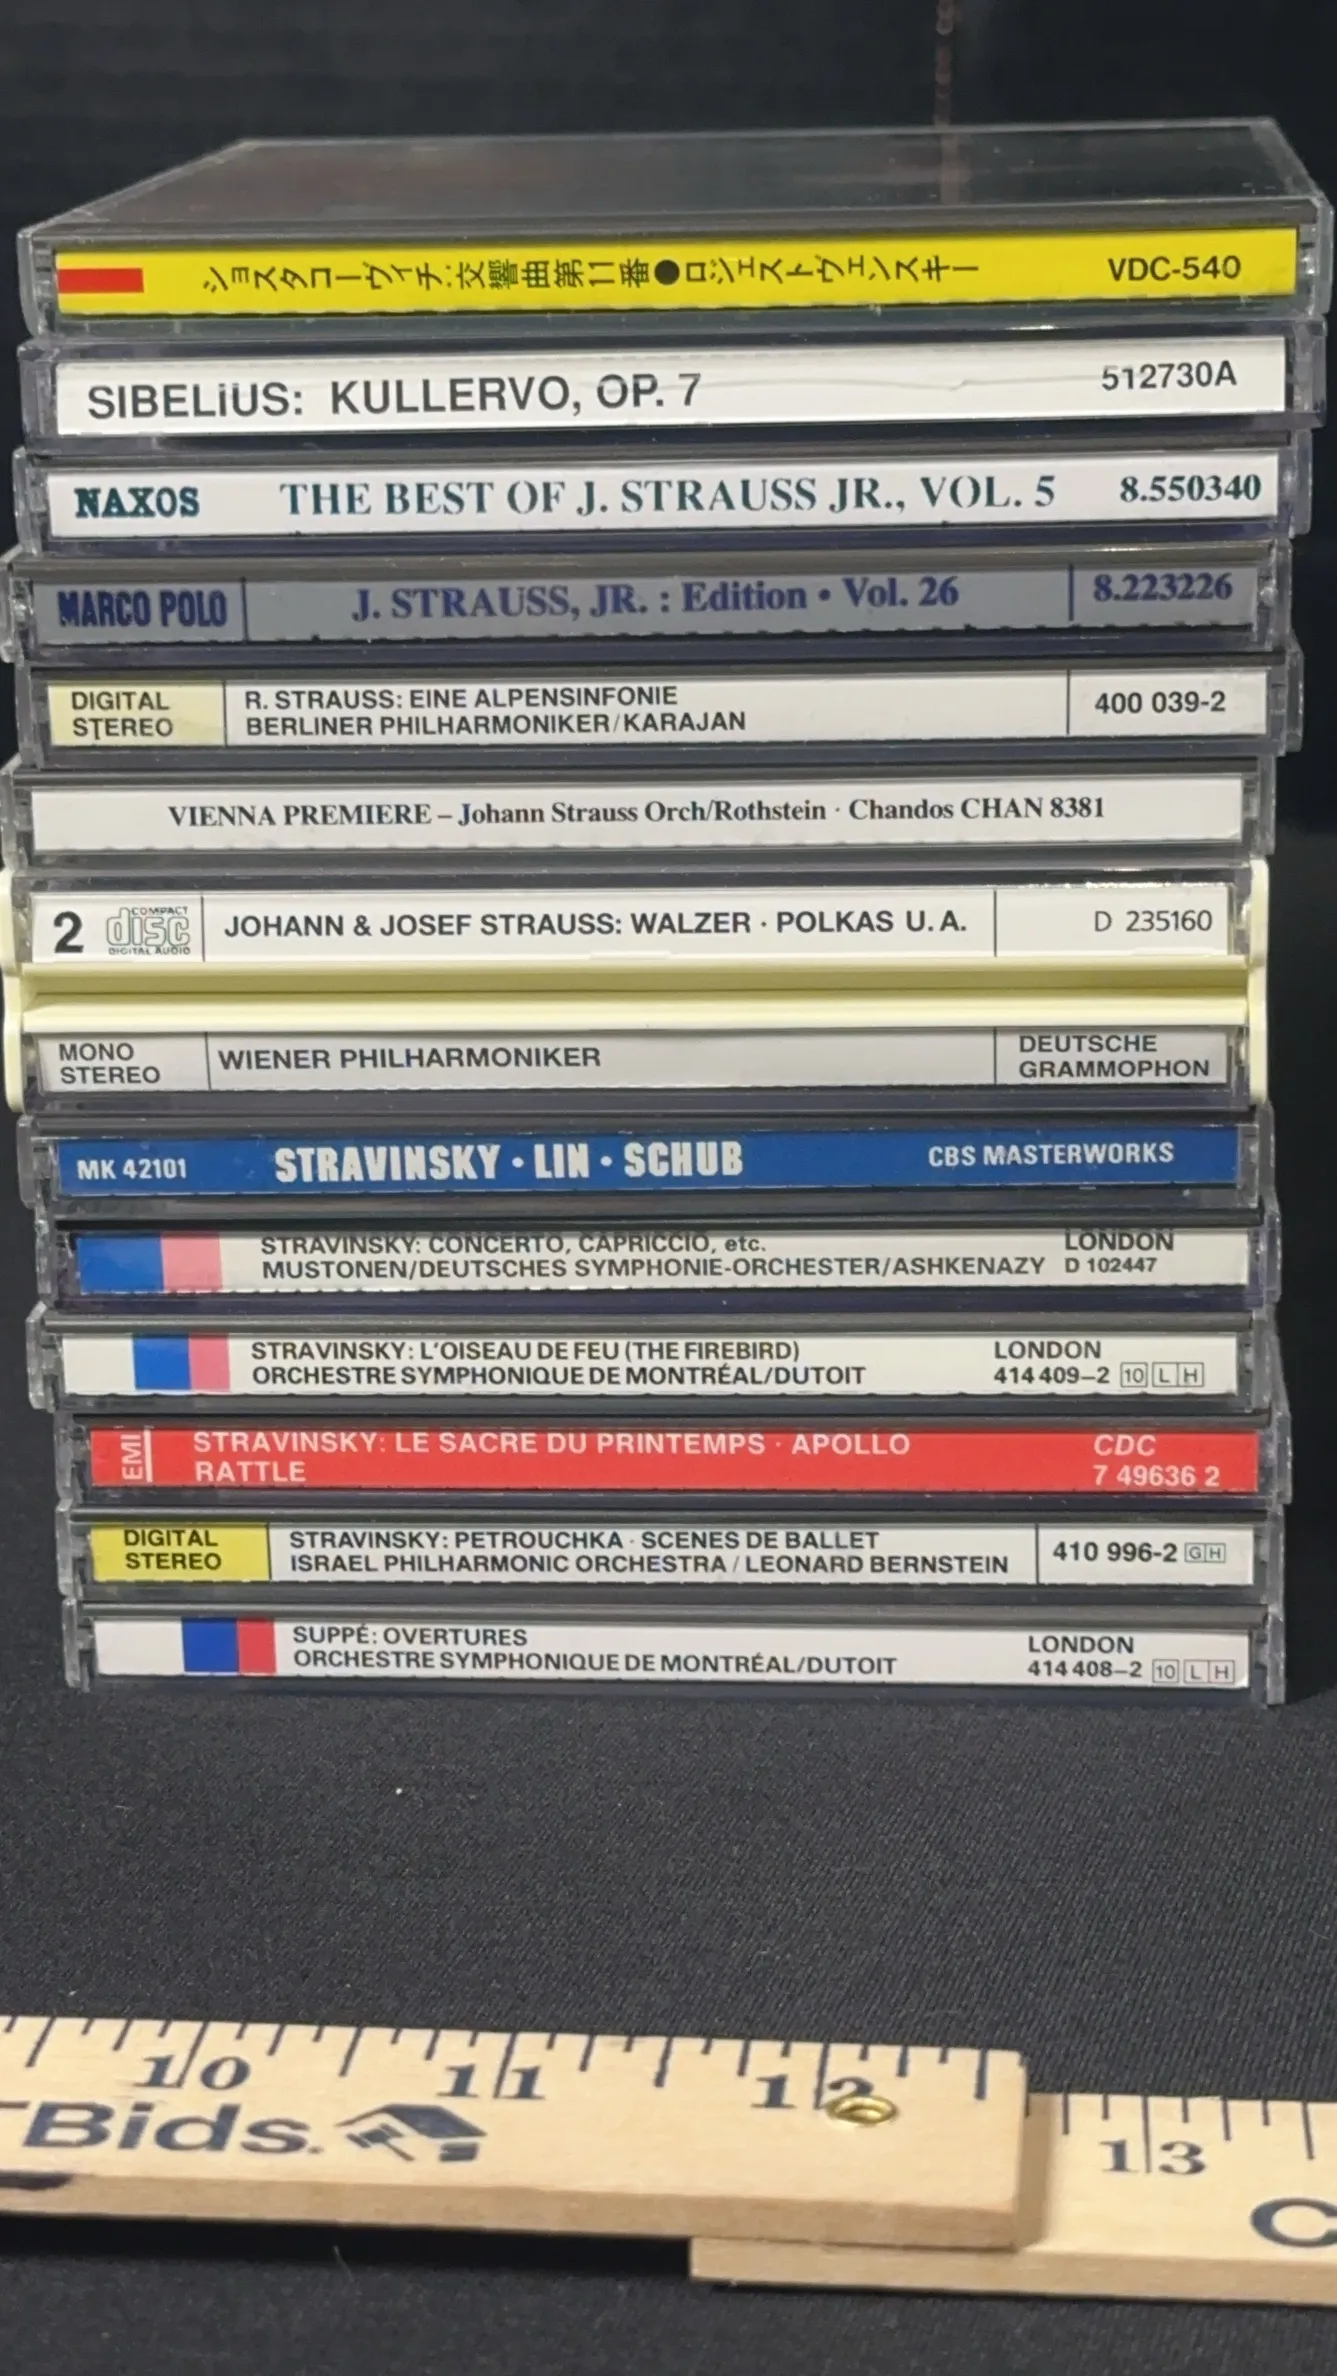 ショスタコーヴィチ:交響曲第11番●ロジェストヴェンスキー VDC-540
SIBELiUS: KULLERVO, OP. 7 512730A
NAXOS THE BEST OF J. STRAUSS JR., VOL. 5 8.550340
MARCO POLO J. STRAUSS, JR. : Edition • Vol. 26 8.223226
DIGITAL STEREO
R. STRAUSS: EINE ALPENSINFONIE
BERLINER PHILHARMONIKER/KARAJAN
400 039-2
VIENNA PREMIERE – Johann Strauss Orch/Rothstein · Chandos CHAN 8381
2 COMPACT disc DIGITAL AUDIO JOHANN & JOSEF STRAUSS: WALZER · POLKAS U. A. D 235160
MONO STEREO
WIENER PHILHARMONIKER
DEUTSCHE GRAMMOPHON
MK 42101 STRAVINSKY • LIN • SCHUB CBS MASTERWORKS
STRAVINSKY: CONCERTO, CAPRICCIO, etc. LONDON
MUSTONEN/DEUTSCHES SYMPHONIE-ORCHESTER/ASHKENAZY D 102447
STRAVINSKY: L'OISEAU DE FEU (THE FIREBIRD) LONDON
ORCHESTRE SYMPHONIQUE DE MONTRÉAL/DUTOIT 414 409–2 10 L H
EMI
STRAVINSKY: LE SACRE DU PRINTEMPS · APOLLO CDC
RATTLE 7 49636 2
DIGITAL STEREO
STRAVINSKY: PETROUCHKA · SCENES DE BALLET
ISRAEL PHILHARMONIC ORCHESTRA / LEONARD BERNSTEIN
410 996-2 G H
SUPPÉ: OVERTURES LONDON
ORCHESTRE SYMPHONIQUE DE MONTRÉAL/DUTOIT 414 408–2 10 L H
10 11 12 13
Bids.